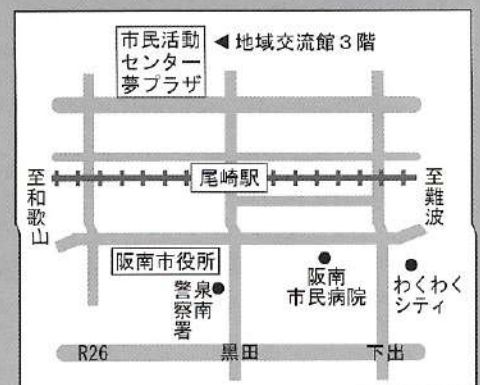 市民活動
センター
夢プラザ
◀地域交流館3階
尾崎駅
至和歌山
至難波
阪南市役所
泉南
警察署
阪南
市民病院
わくわく
シティ
R26
黒田
下出